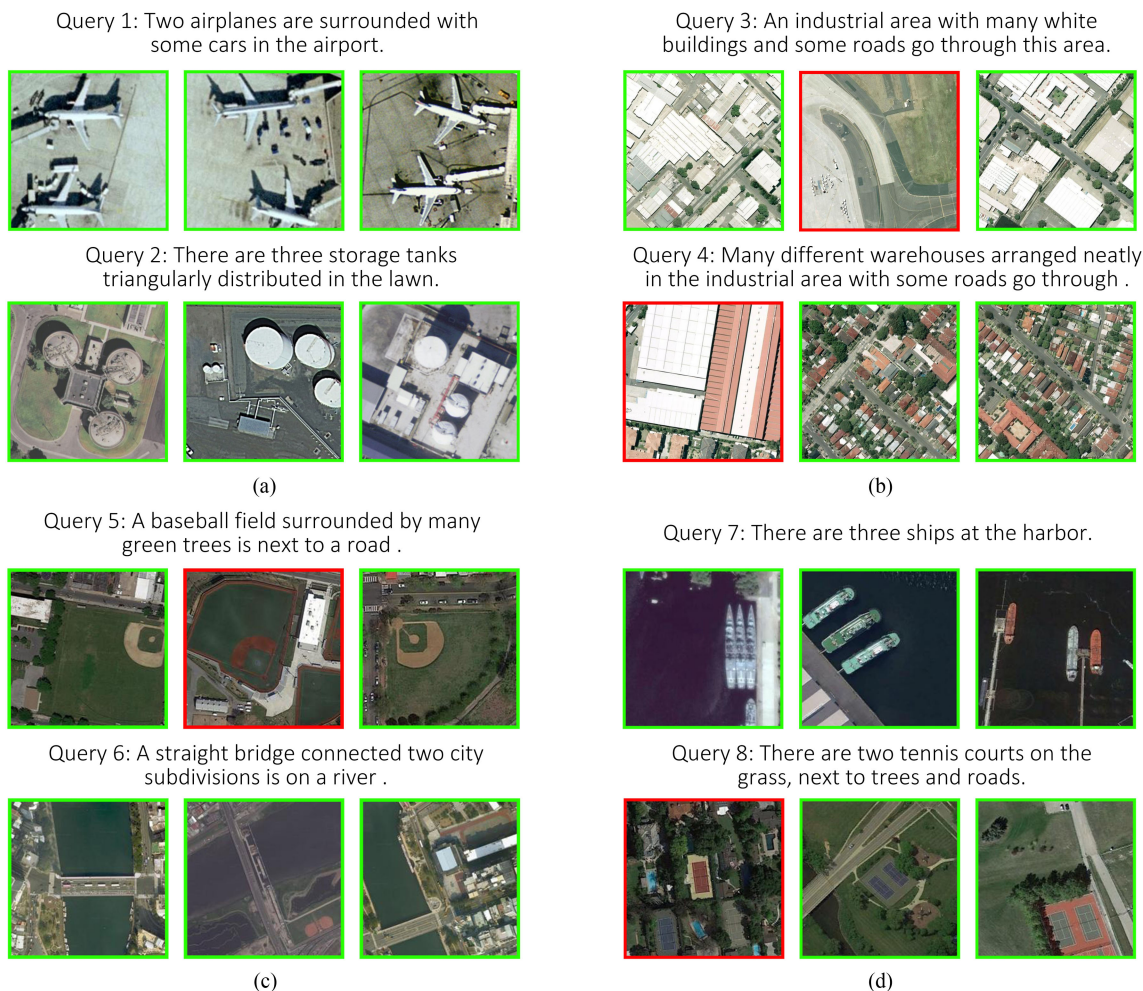 Query 1: Two airplanes are surrounded with
some cars in the airport.
Query 2: There are three storage tanks
triangularly distributed in the lawn.
(a)
Query 3: An industrial area with many white
buildings and some roads go through this area.
Query 4: Many different warehouses arranged neatly
in the industrial area with some roads go through .
(b)
Query 5: A baseball field surrounded by many
green trees is next to a road .
Query 6: A straight bridge connected two city
subdivisions is on a river .
(c)
Query 7: There are three ships at the harbor.
Query 8: There are two tennis courts on the
grass, next to trees and roads.
(d)